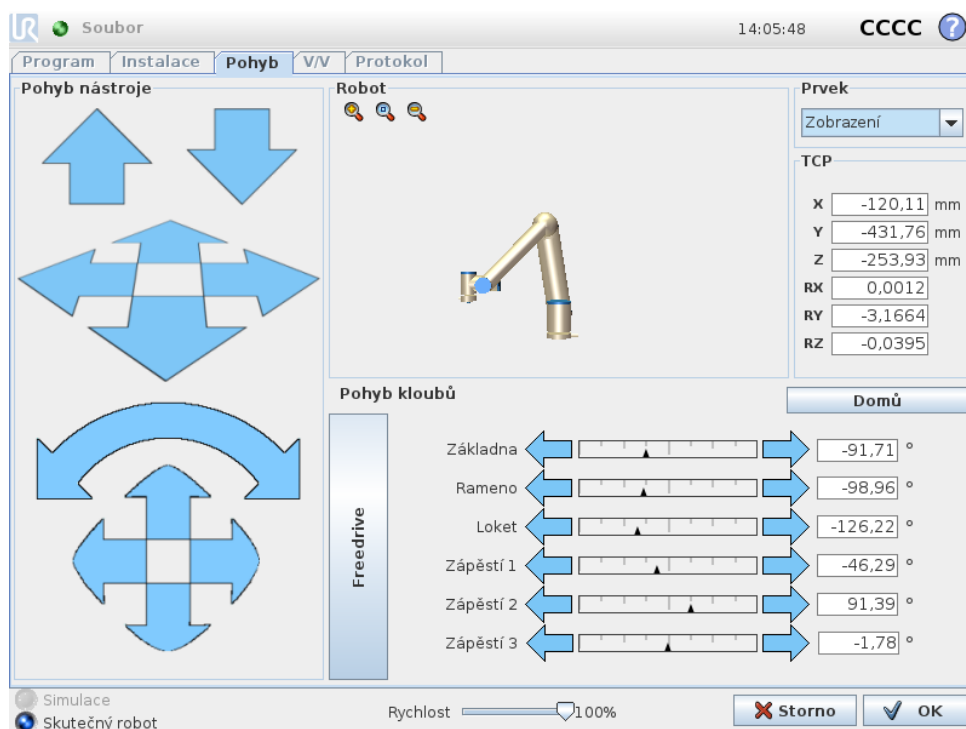 UR Soubor 14:05:48 CCCC ?
Program Instalace Pohyb V/V Protokol
Pohyb nástroje
Robot
Prvek
Zobrazení
TCP
X -120,11 mm
Y -431,76 mm
Z -253,93 mm
RX 0,0012
RY -3,1664
RZ -0,0395
Pohyb kloubů
Domů
Freedrive
Základna -91,71 °
Rameno -98,96 °
Loket -126,22 °
Zápěstí 1 -46,29 °
Zápěstí 2 91,39 °
Zápěstí 3 -1,78 °
Simulace
Skutečný robot
Rychlost 100%
Storno
OK